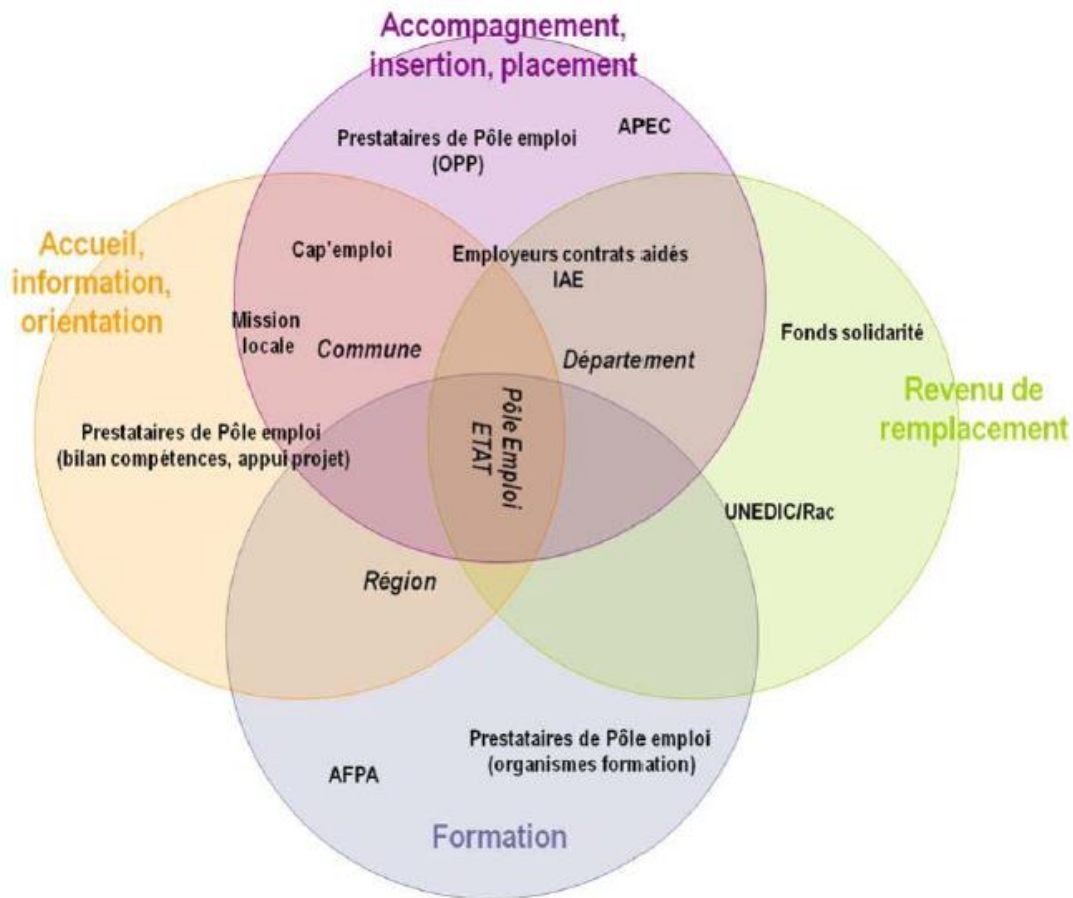 Accompagnement,
insertion, placement
APEC
Prestataires de Pôle emploi
(OPP)
Accueil,
information,
orientation
Cap'emploi
Employeurs contrats aidés
IAE
Mission
locale
Commune
Département
Fonds solidarité
Revenu de
remplacement
Pôle Emploi
ETAT
Prestataires de Pôle emploi
(bilan compétences, appui projet)
UNEDIC/Rac
Région
Prestataires de Pôle emploi
(organismes formation)
AFPA
Formation